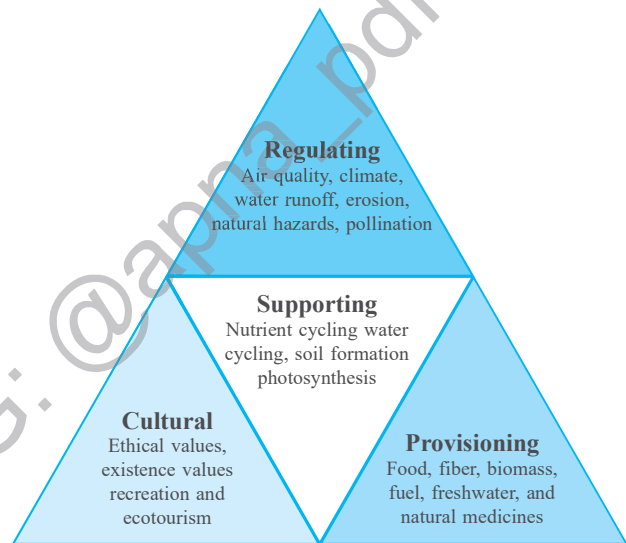 Regulating
Air quality, climate,
water runoff, erosion,
natural hazards, pollination
Supporting
Nutrient cycling water
cycling, soil formation
photosynthesis
Cultural
Ethical values,
existence values
recreation and
ecotourism
Provisioning
Food, fiber, biomass,
fuel, freshwater, and
natural medicines
G: @apna_pdf